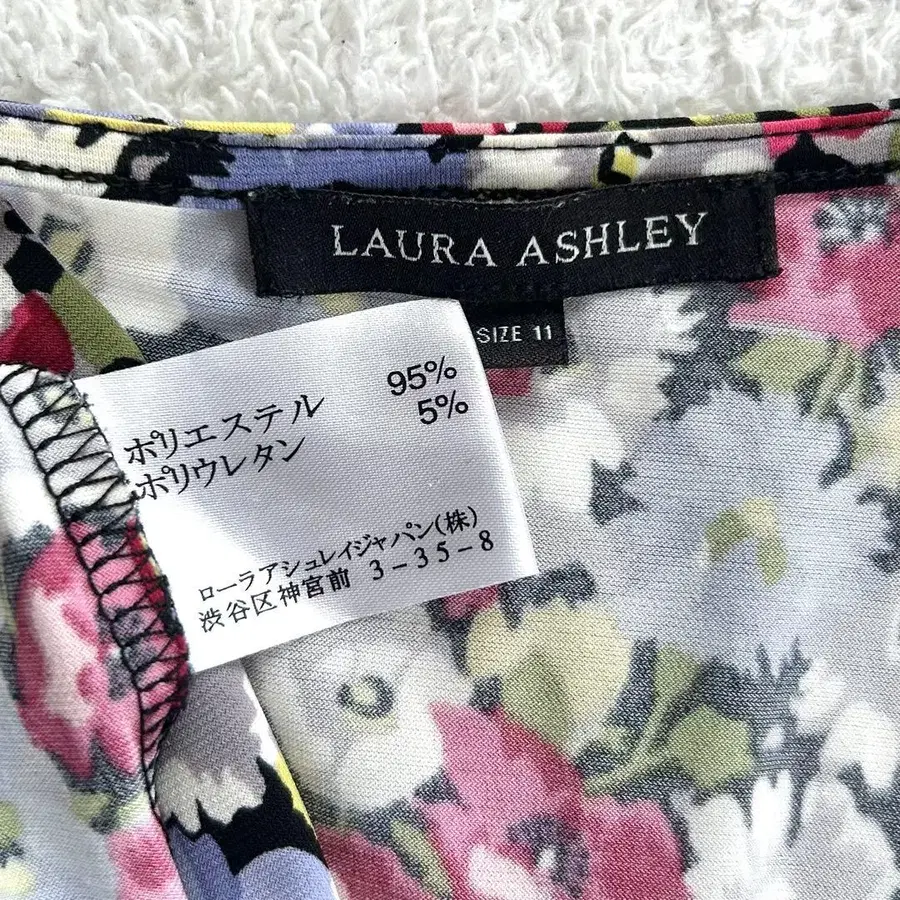 LAURA ASHLEY
SIZE 11
ポリエステル 95%
ポリウレタン 5%
ローラアシュレイジャパン(株)
渋谷区神宮前 3-35-8